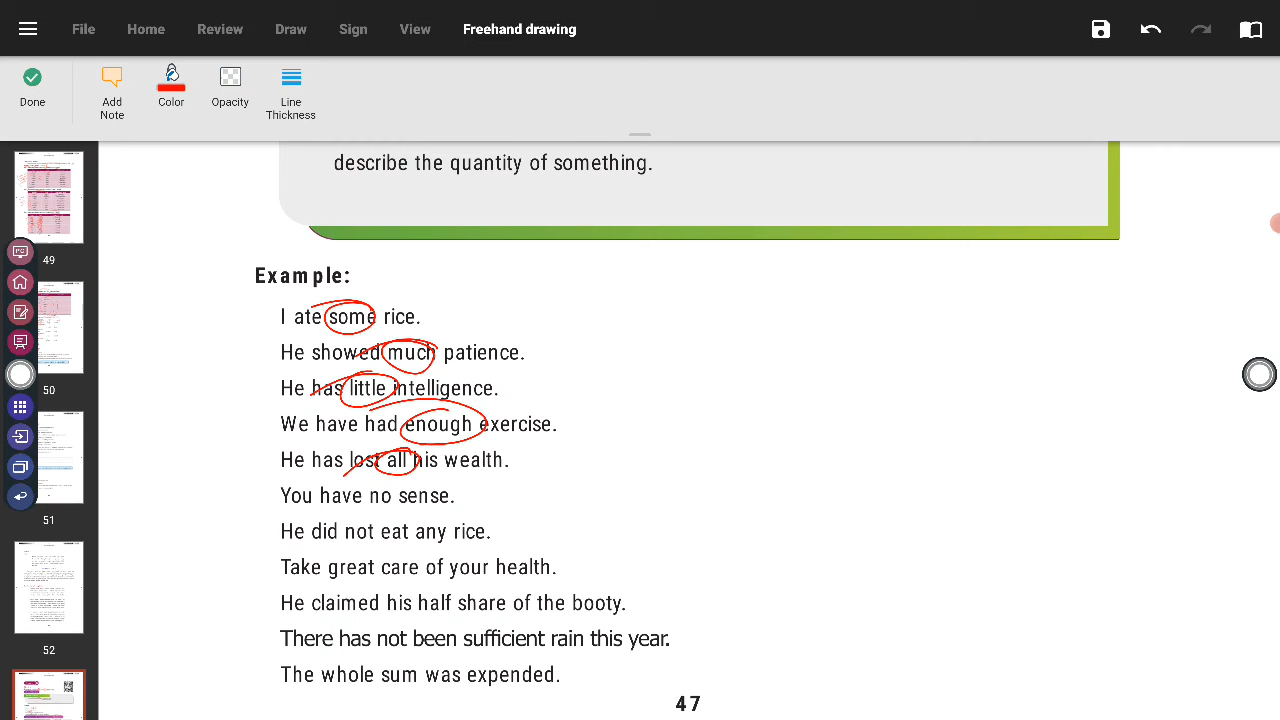 File Home Review Draw Sign View Freehand drawing
Done
Add Note
Color
Opacity
Line Thickness
describe the quantity of something.
49
50
51
52
PC
Example:
I ate some rice.
He showed much patience.
He has little intelligence.
We have had enough exercise.
He has lost all his wealth.
You have no sense.
He did not eat any rice.
Take great care of your health.
He claimed his half share of the booty.
There has not been sufficient rain this year.
The whole sum was expended.
47